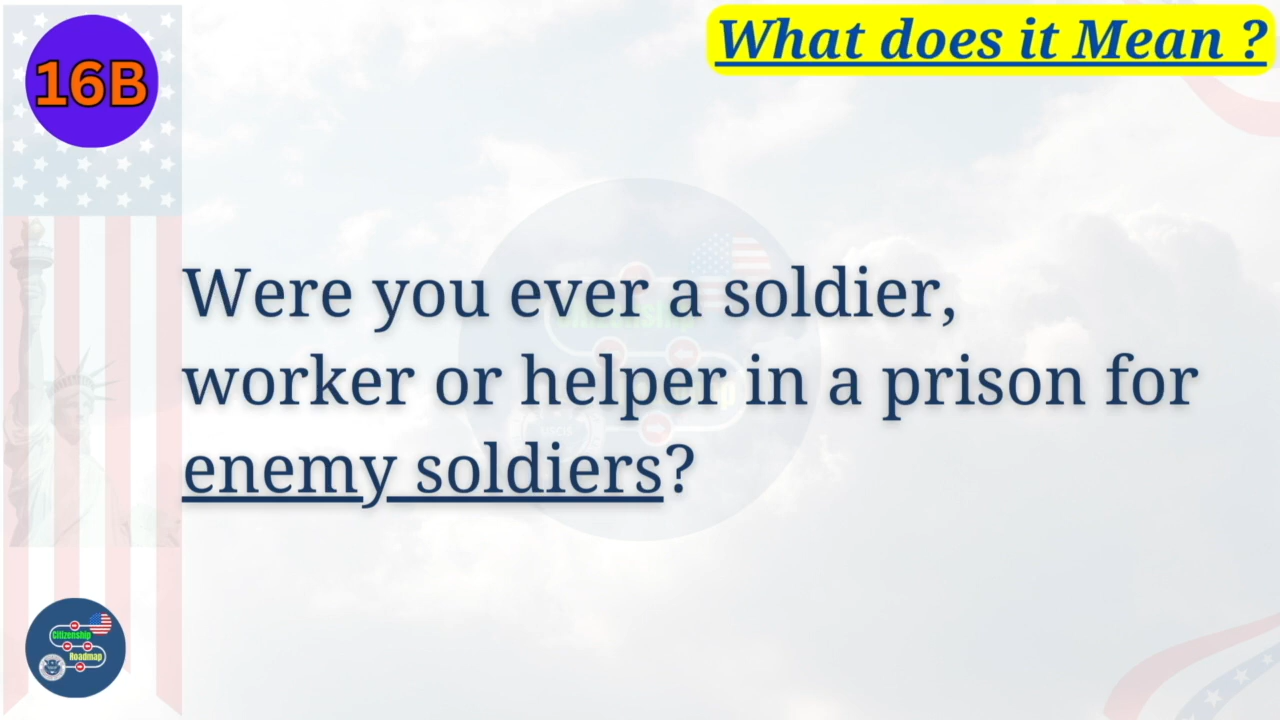 16B
What does it Mean ?
Were you ever a soldier,
worker or helper in a prison for
enemy soldiers?
Citizenship
Roadmap